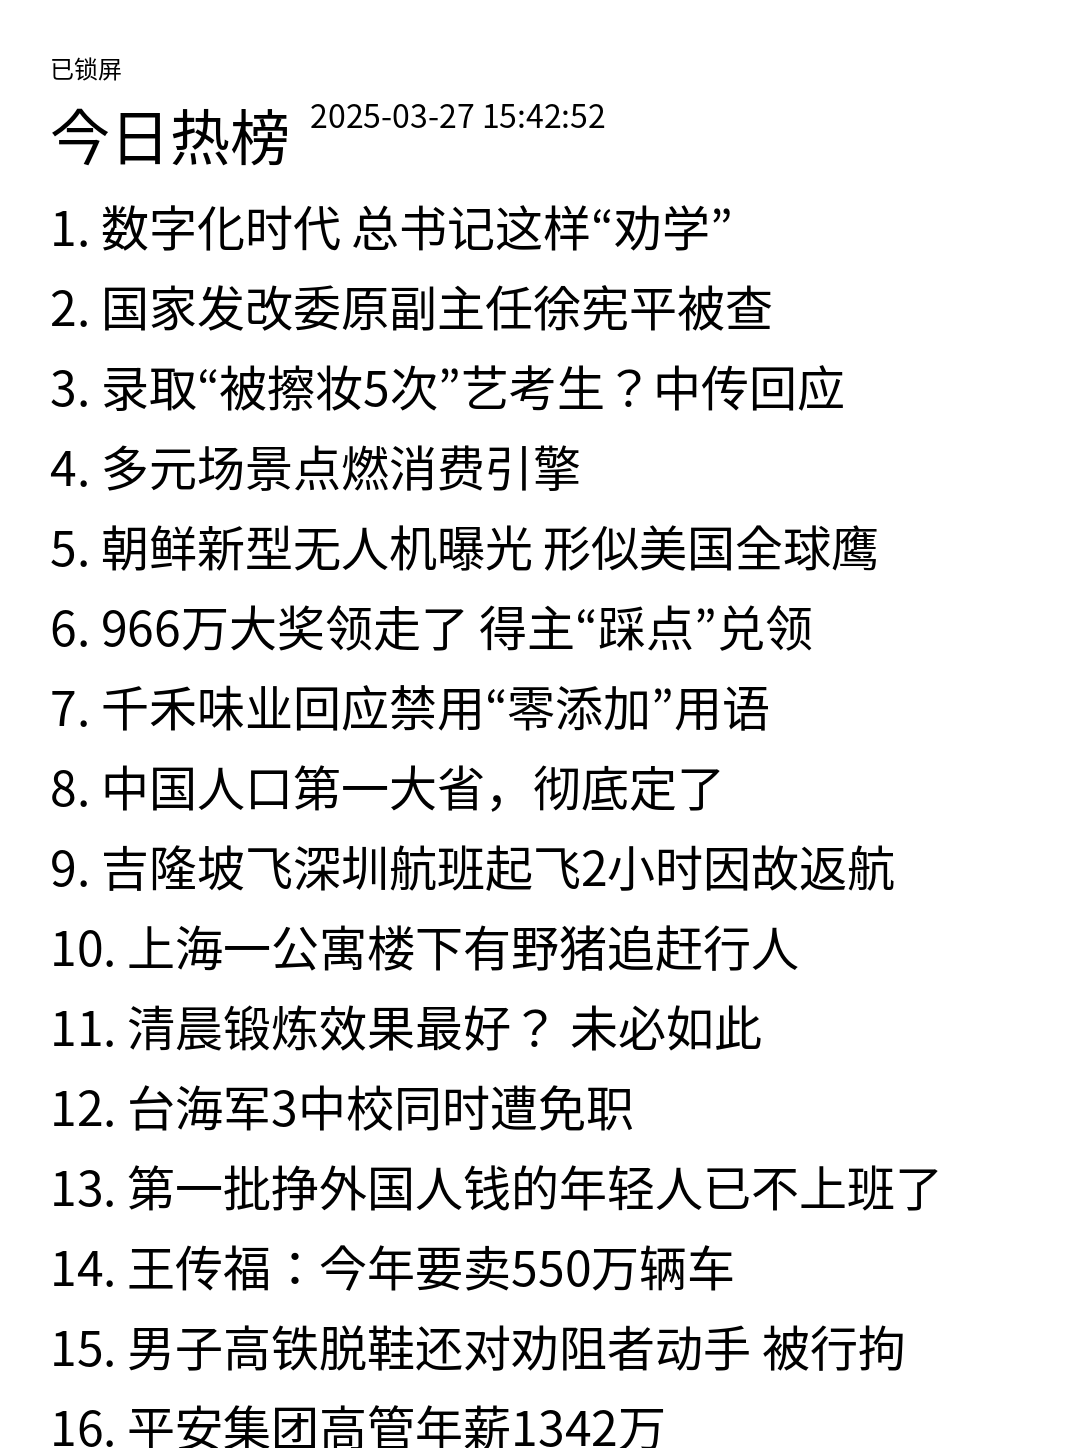 已锁屏
今日热榜 2025-03-27 15:42:52
1. 数字化时代 总书记这样“劝学”
2. 国家发改委原副主任徐宪平被查
3. 录取“被擦妆5次”艺考生？中传回应
4. 多元场景点燃消费引擎
5. 朝鲜新型无人机曝光 形似美国全球鹰
6. 966万大奖领走了 得主“踩点”兑领
7. 千禾味业回应禁用“零添加”用语
8. 中国人口第一大省，彻底定了
9. 吉隆坡飞深圳航班起飞2小时因故返航
10. 上海一公寓楼下有野猪追赶行人
11. 清晨锻炼效果最好？ 未必如此
12. 台海军3中校同时遭免职
13. 第一批挣外国人钱的年轻人已不上班了
14. 王传福：今年要卖550万辆车
15. 男子高铁脱鞋还对劝阻者动手 被行拘
16. 平安集团高管年薪1342万